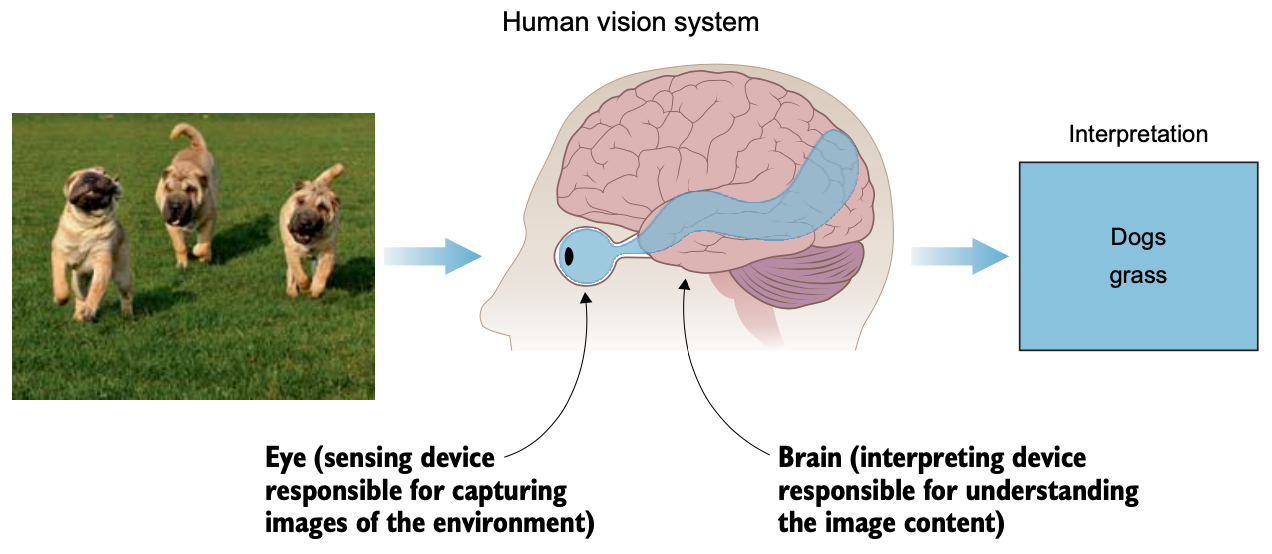 Human vision system
Interpretation
Dogs
grass
Eye (sensing device
responsible for capturing
images of the environment)
Brain (interpreting device
responsible for understanding
the image content)